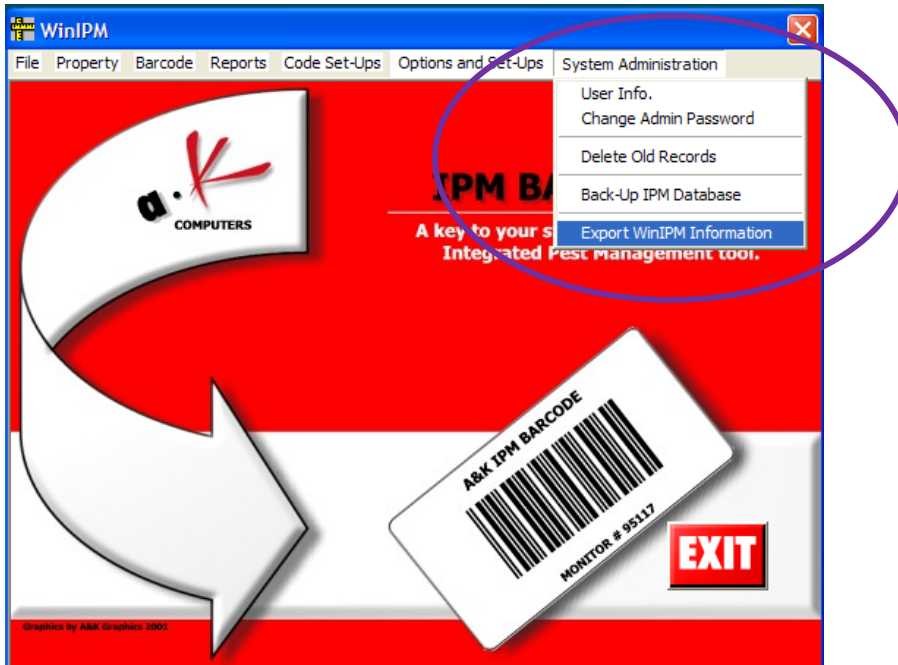 WinIPM
File Property Barcode Reports Code Set-Ups Options and Set-Ups System Administration
User Info.
Change Admin Password
Delete Old Records
Back-Up IPM Database
Export WinIPM Information
a.K
COMPUTERS
IPM BA
A key to your s
Integrated Pest Management tool.
A&K IPM BARCODE
MONITOR # 95117
EXIT
Graphics by A&K Graphics 2001